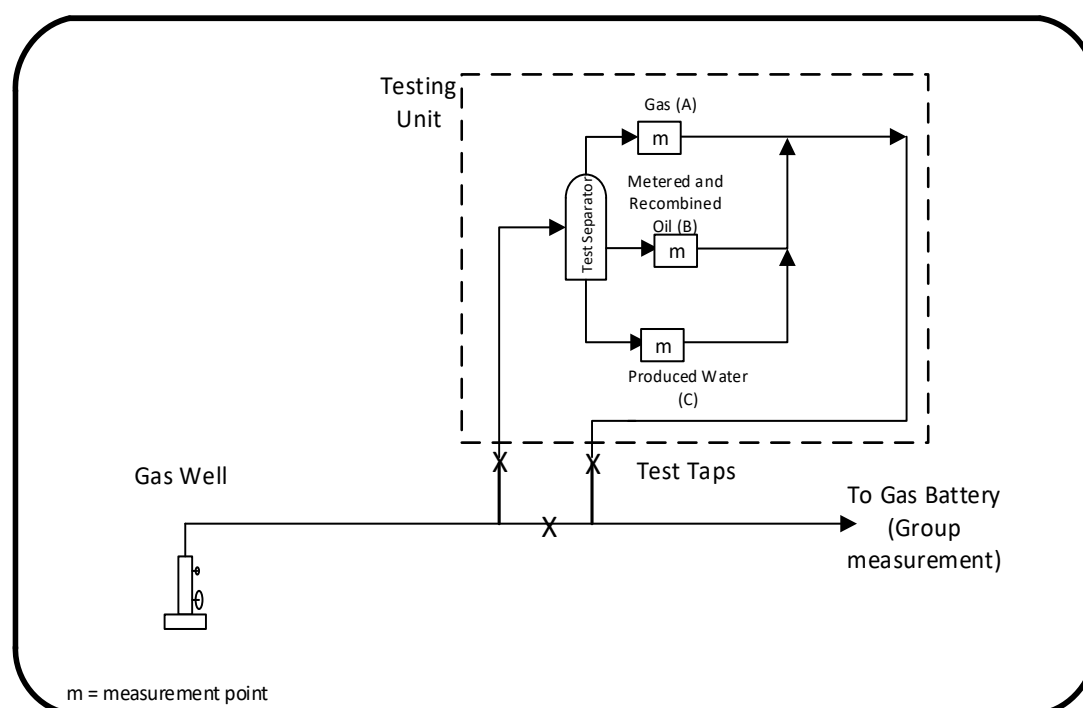 Testing
Unit
Gas (A)
m
Metered and
Recombined
Oil (B)
m
Test Separator
m
Produced Water
(C)
X
X
Test Taps
Gas Well
X
To Gas Battery
(Group
measurement)
m = measurement point